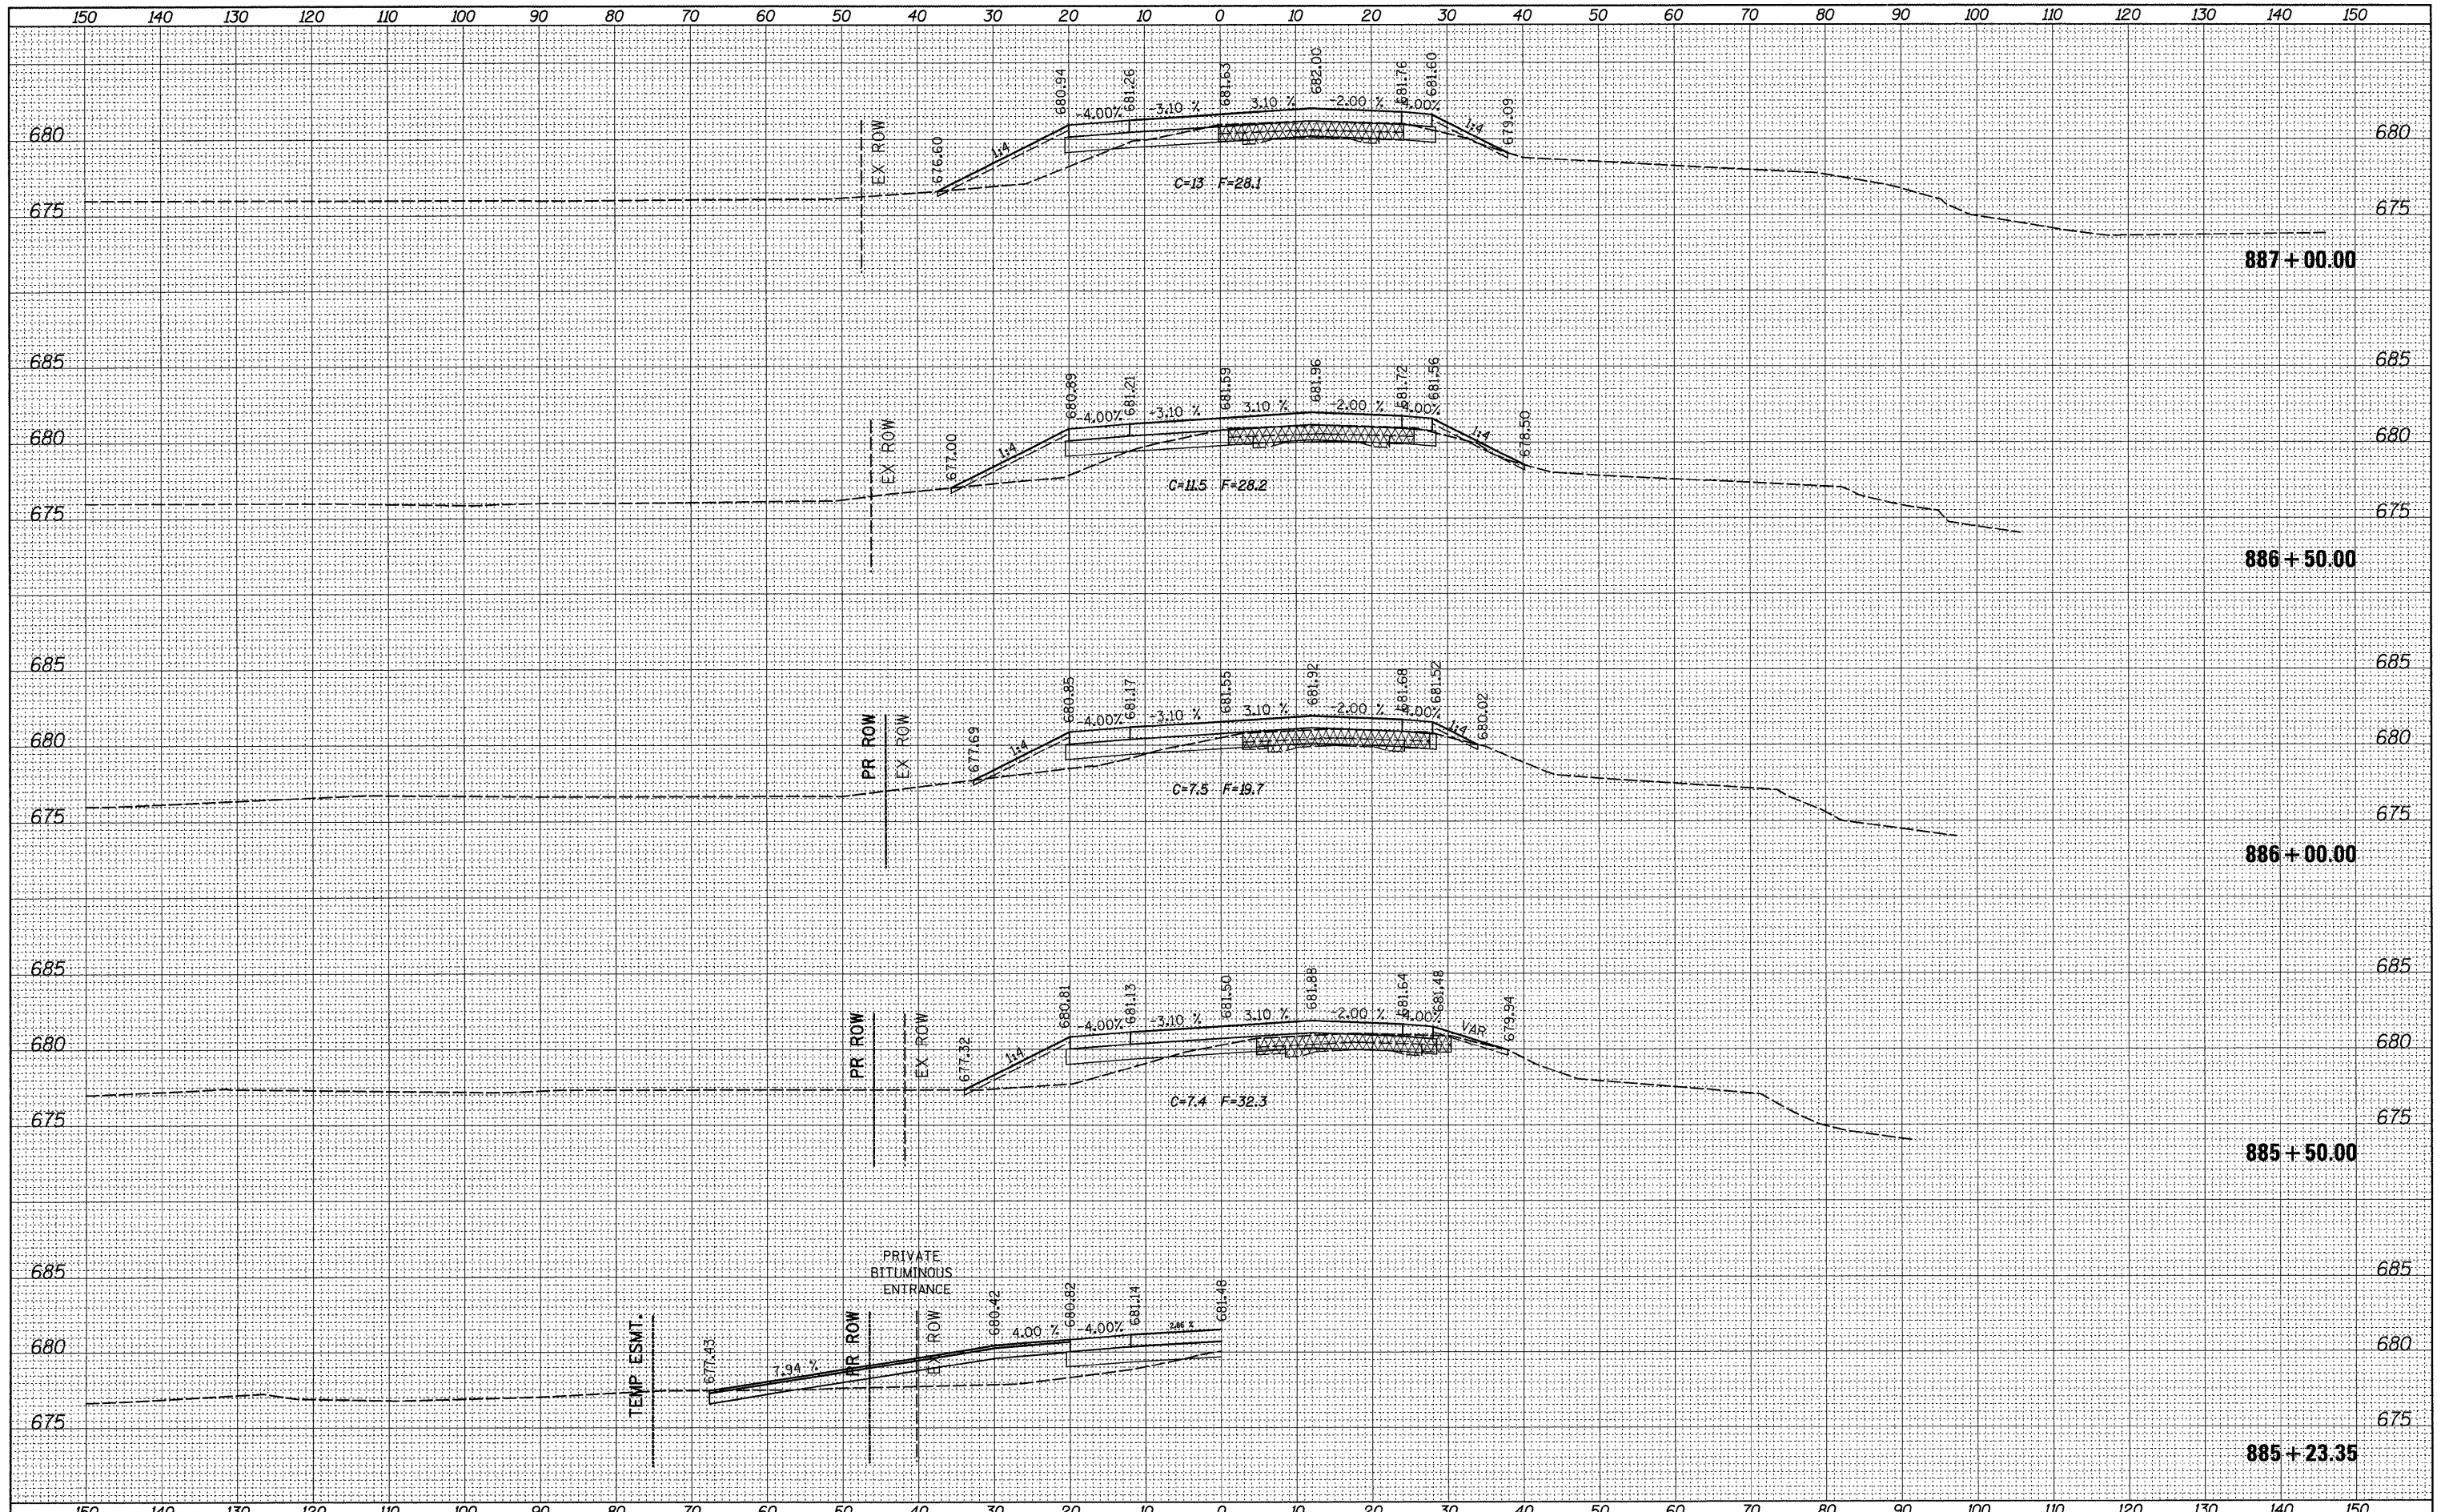 150 140 130 120 110 100 90 80 70 60 50 40 30 20 10 0 10 20 30 40 50 60 70 80 90 100 110 120 130 140 150
680.94 681.26 681.63 682.00 681.76 681.60
-4.00% -3.10 % 3.10 % -2.00 % -4.00%
680 EX ROW 676.60 1:4 1:4 679.09 680
C=13 F=28.1
675 675
887+00.00
685 685
680.89 681.21 681.59 681.96 681.72 681.56
-4.00% -3.10 % 3.10 % -2.00 % -4.00%
680 EX ROW 677.00 1:4 1:4 678.50 680
C=11.5 F=28.2
675 675
886+50.00
685 685
680.85 681.17 681.55 681.92 681.68 681.52 680.02
-4.00% -3.10 % 3.10 % -2.00 % -4.00%
680 PR ROW EX ROW 677.69 1:4 1:4 680
C=7.5 F=19.7
675 675
886+00.00
685 685
680.81 681.13 681.50 681.88 681.64 681.48 679.94
-4.00% -3.10 % 3.10 % -2.00 % -4.00%
680 PR ROW EX ROW 677.32 1:4 VAR 680
C=7.4 F=32.3
675 675
885+50.00
PRIVATE
BITUMINOUS
ENTRANCE
685 685
680.42 680.82 681.14 681.48
4.00 % -4.00%
680 TEMP ESMT. 677.43 7.94 % PR ROW EX ROW 680
675 675
885+23.35
150 140 130 120 110 100 90 80 70 60 50 40 30 20 10 0 10 20 30 40 50 60 70 80 90 100 110 120 130 140 150